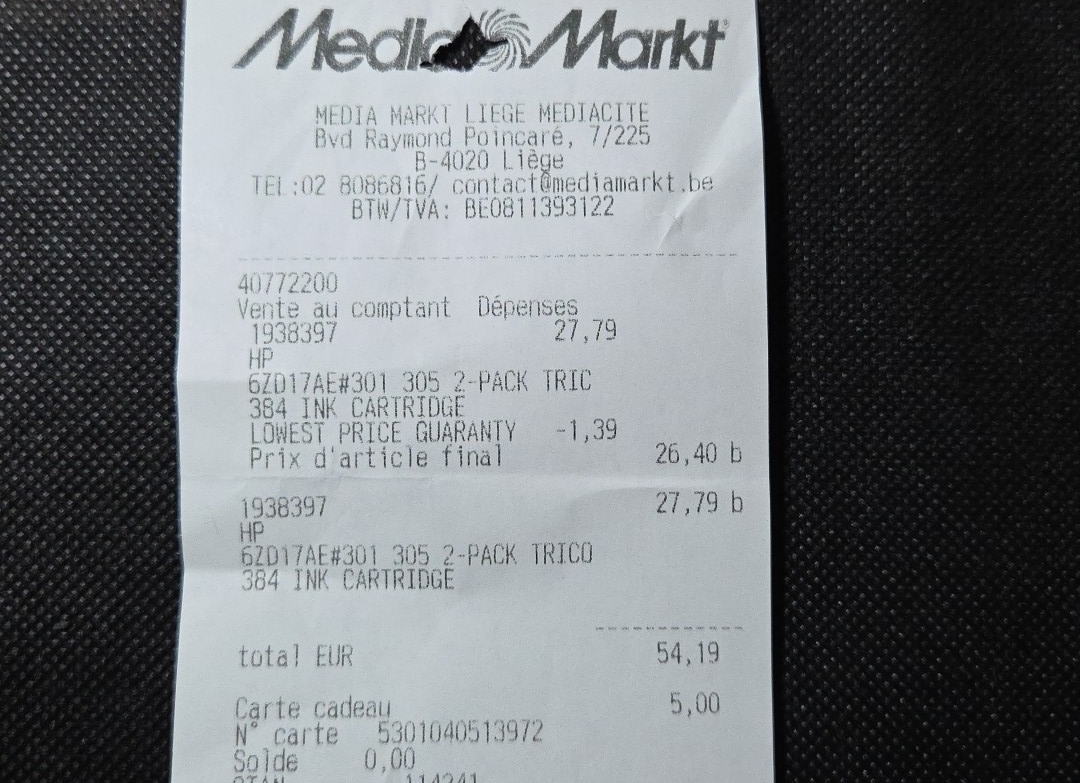 Media Markt
MEDIA MARKT LIEGE MEDIACITE
Bvd Raymond Poincaré, 7/225
B-4020 Liège
TEL:02 8086816/ contact@mediamarkt.be
BTW/TVA: BE0811393122
40772200
Vente au comptant Dépenses
1938397 27,79
HP
6ZD17AE#301 305 2-PACK TRIC
384 INK CARTRIDGE
LOWEST PRICE GUARANTY -1,39
Prix d'article final 26,40 b
1938397 27,79 b
HP
6ZD17AE#301 305 2-PACK TRICO
384 INK CARTRIDGE
total EUR 54,19
Carte cadeau 5,00
N° carte 5301040513972
Solde 0,00